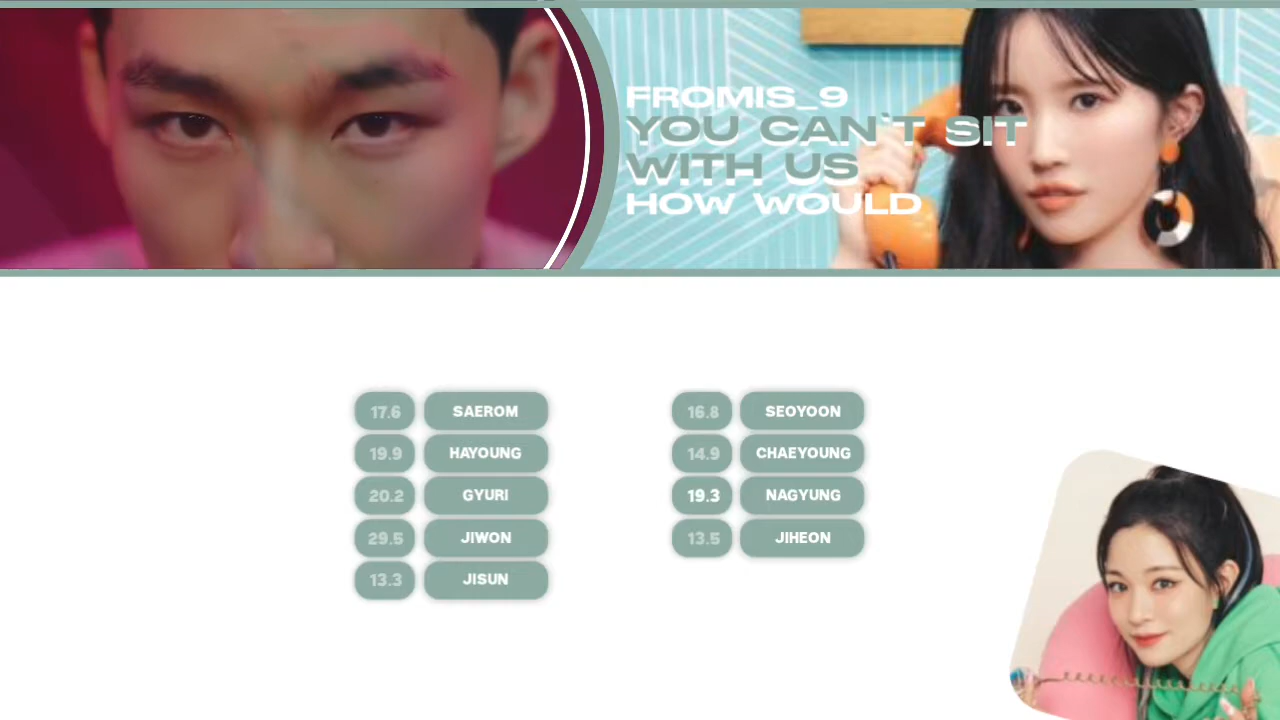 FROMIS_9
YOU CAN`T SIT
WITH US
HOW WOULD
17.6 SAEROM
19.9 HAYOUNG
20.2 GYURI
29.5 JIWON
13.3 JISUN
16.8 SEOYOON
14.9 CHAEYOUNG
19.3 NAGYUNG
13.5 JIHEON